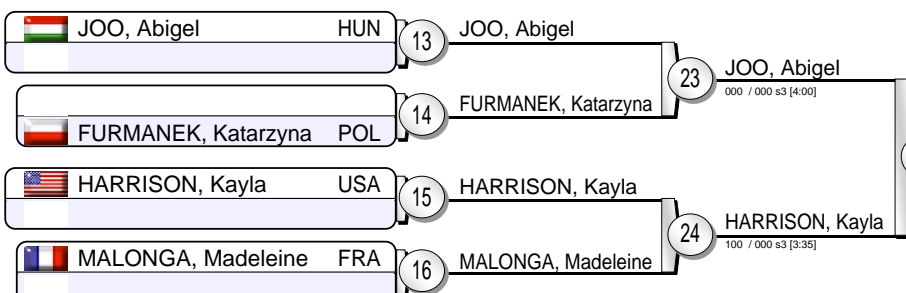 JOO, Abigel HUN
13
JOO, Abigel
23
JOO, Abigel
000 / 000 s3 [4:00]
FURMANEK, Katarzyna POL
14
FURMANEK, Katarzyna
HARRISON, Kayla USA
15
HARRISON, Kayla
24
HARRISON, Kayla
100 / 000 s3 [3:35]
MALONGA, Madeleine FRA
16
MALONGA, Madeleine